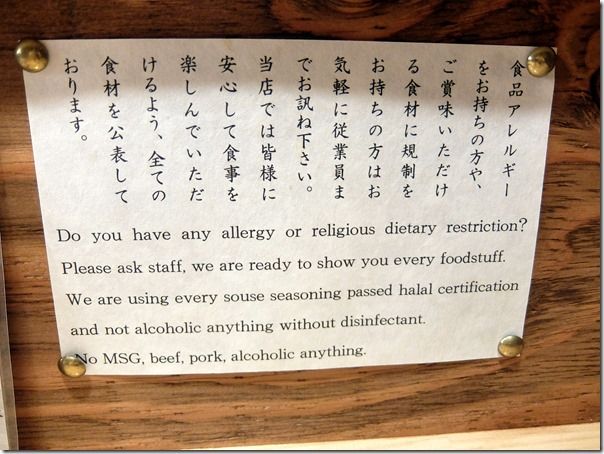 食品アレルギー
をお持ちの方や、
ご賞味いただけ
る食材に規制を
お持ちの方はお
気軽に従業員ま
でお訊ね下さい。
当店では皆様に
安心して食事を
楽しんでいただ
けるよう、全ての
食材を公表して
おります。
Do you have any allergy or religious dietary restriction?
Please ask staff, we are ready to show you every foodstuff.
We are using every souse seasoning passed halal certification
and not alcoholic anything without disinfectant.
No MSG, beef, pork, alcoholic anything.